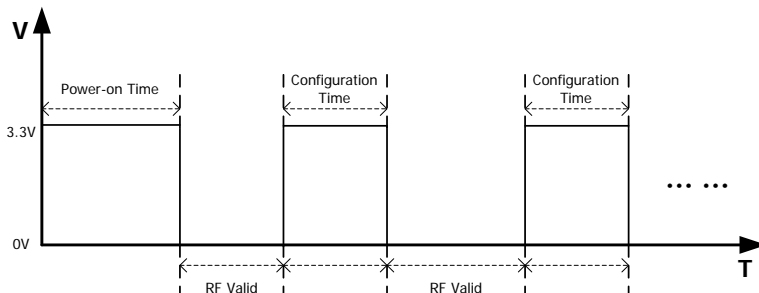 V
Power-on Time
Configuration
Time
Configuration
Time
3.3V
... ...
0V
T
RF Valid
RF Valid